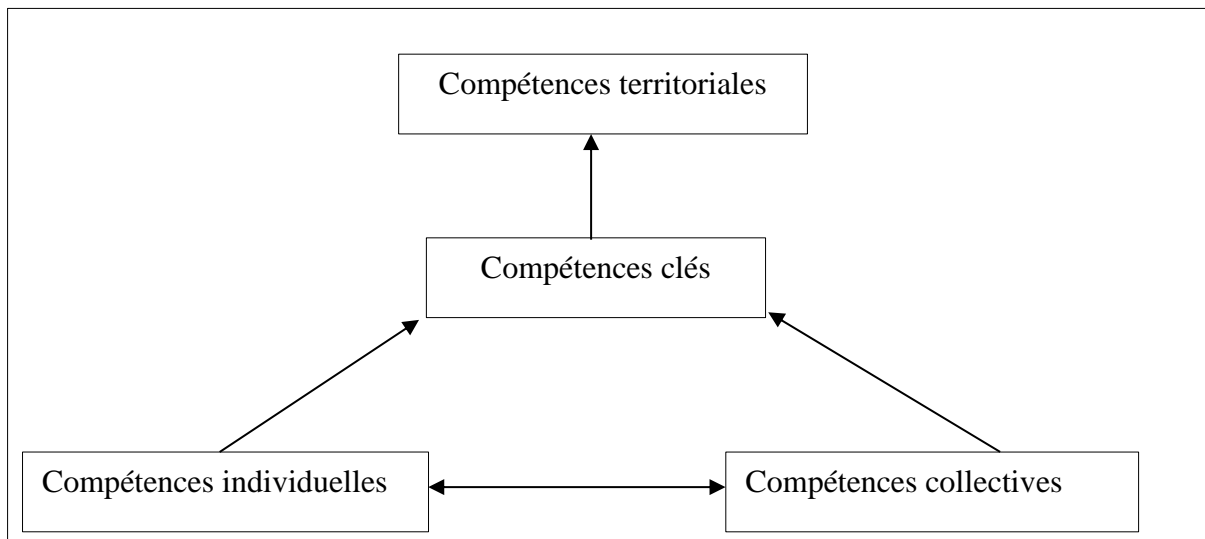 Compétences territoriales
Compétences clés
Compétences individuelles
Compétences collectives